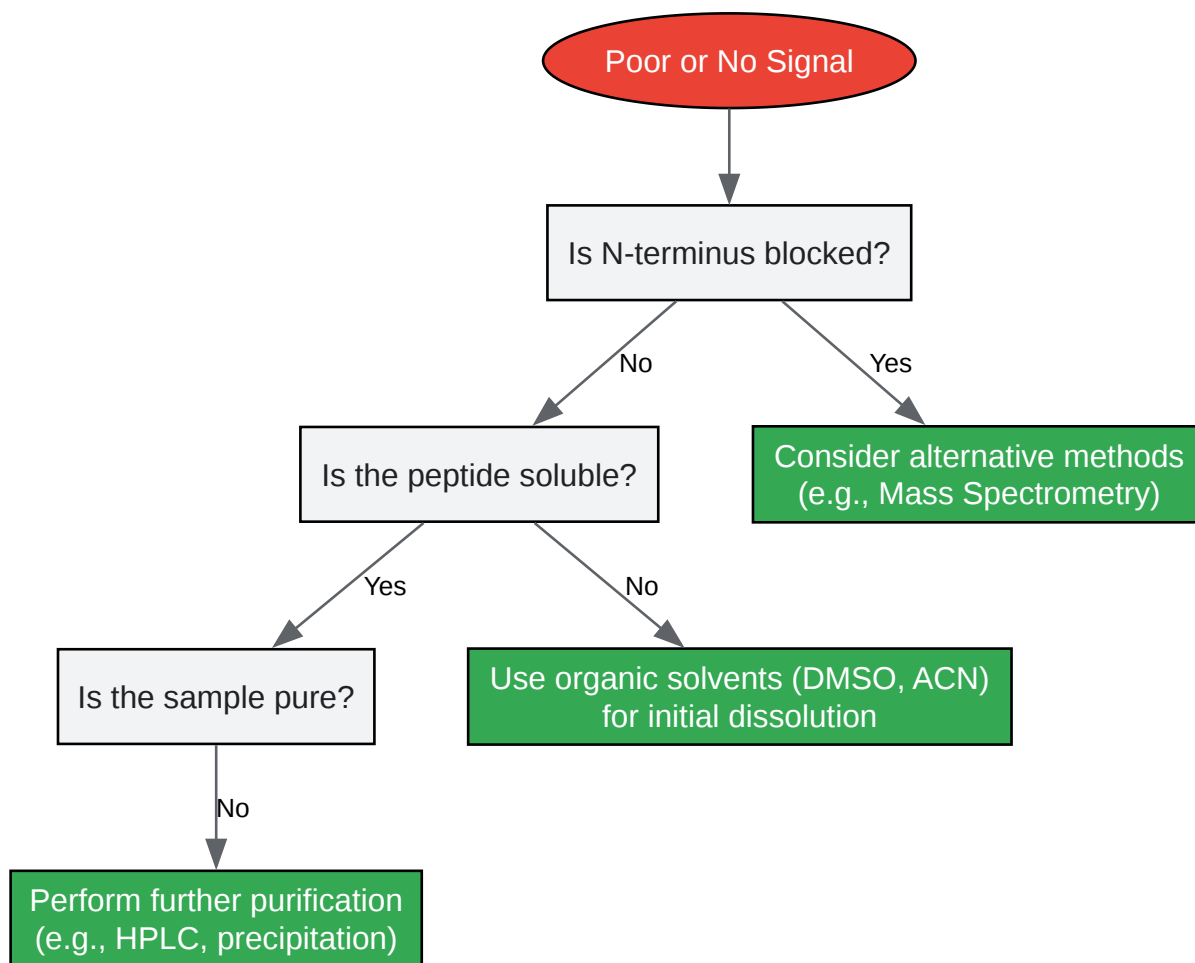 Poor or No Signal
Is N-terminus blocked?
No
Yes
Is the peptide soluble?
Consider alternative methods
(e.g., Mass Spectrometry)
Yes
No
Is the sample pure?
Use organic solvents (DMSO, ACN)
for initial dissolution
No
Perform further purification
(e.g., HPLC, precipitation)